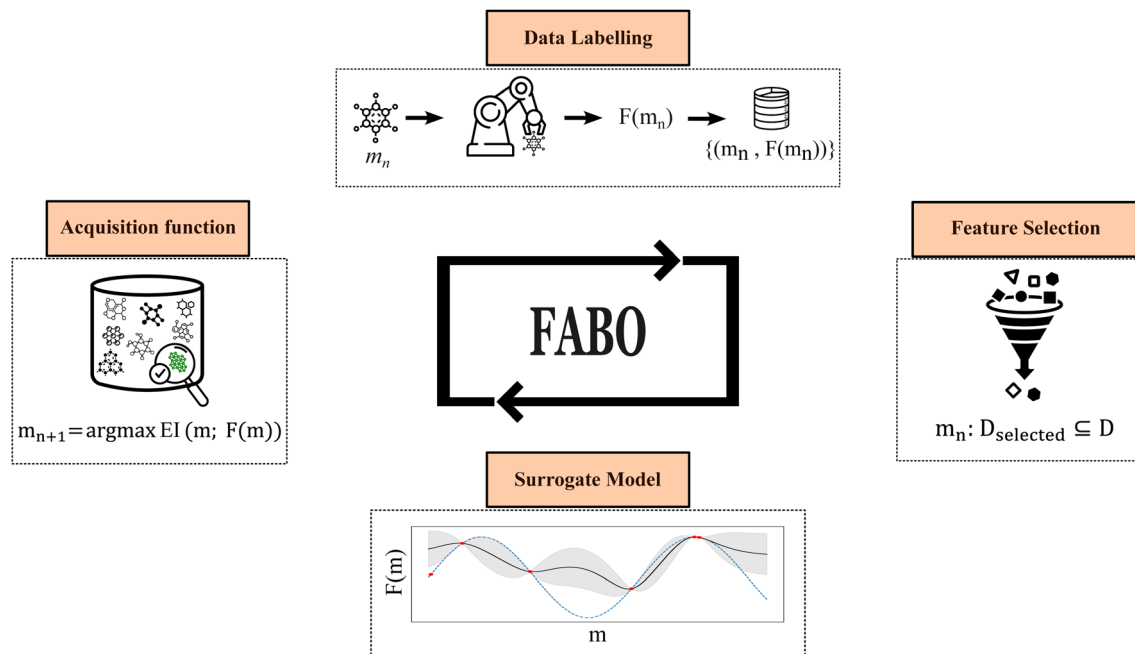 Data Labelling
m_n
F(m_n)
{(m_n , F(m_n))}
Acquisition function
Feature Selection
FABO
m_{n+1}=argmax EI (m; F(m))
m_n: D_selected ⊆ D
Surrogate Model
F(m)
m